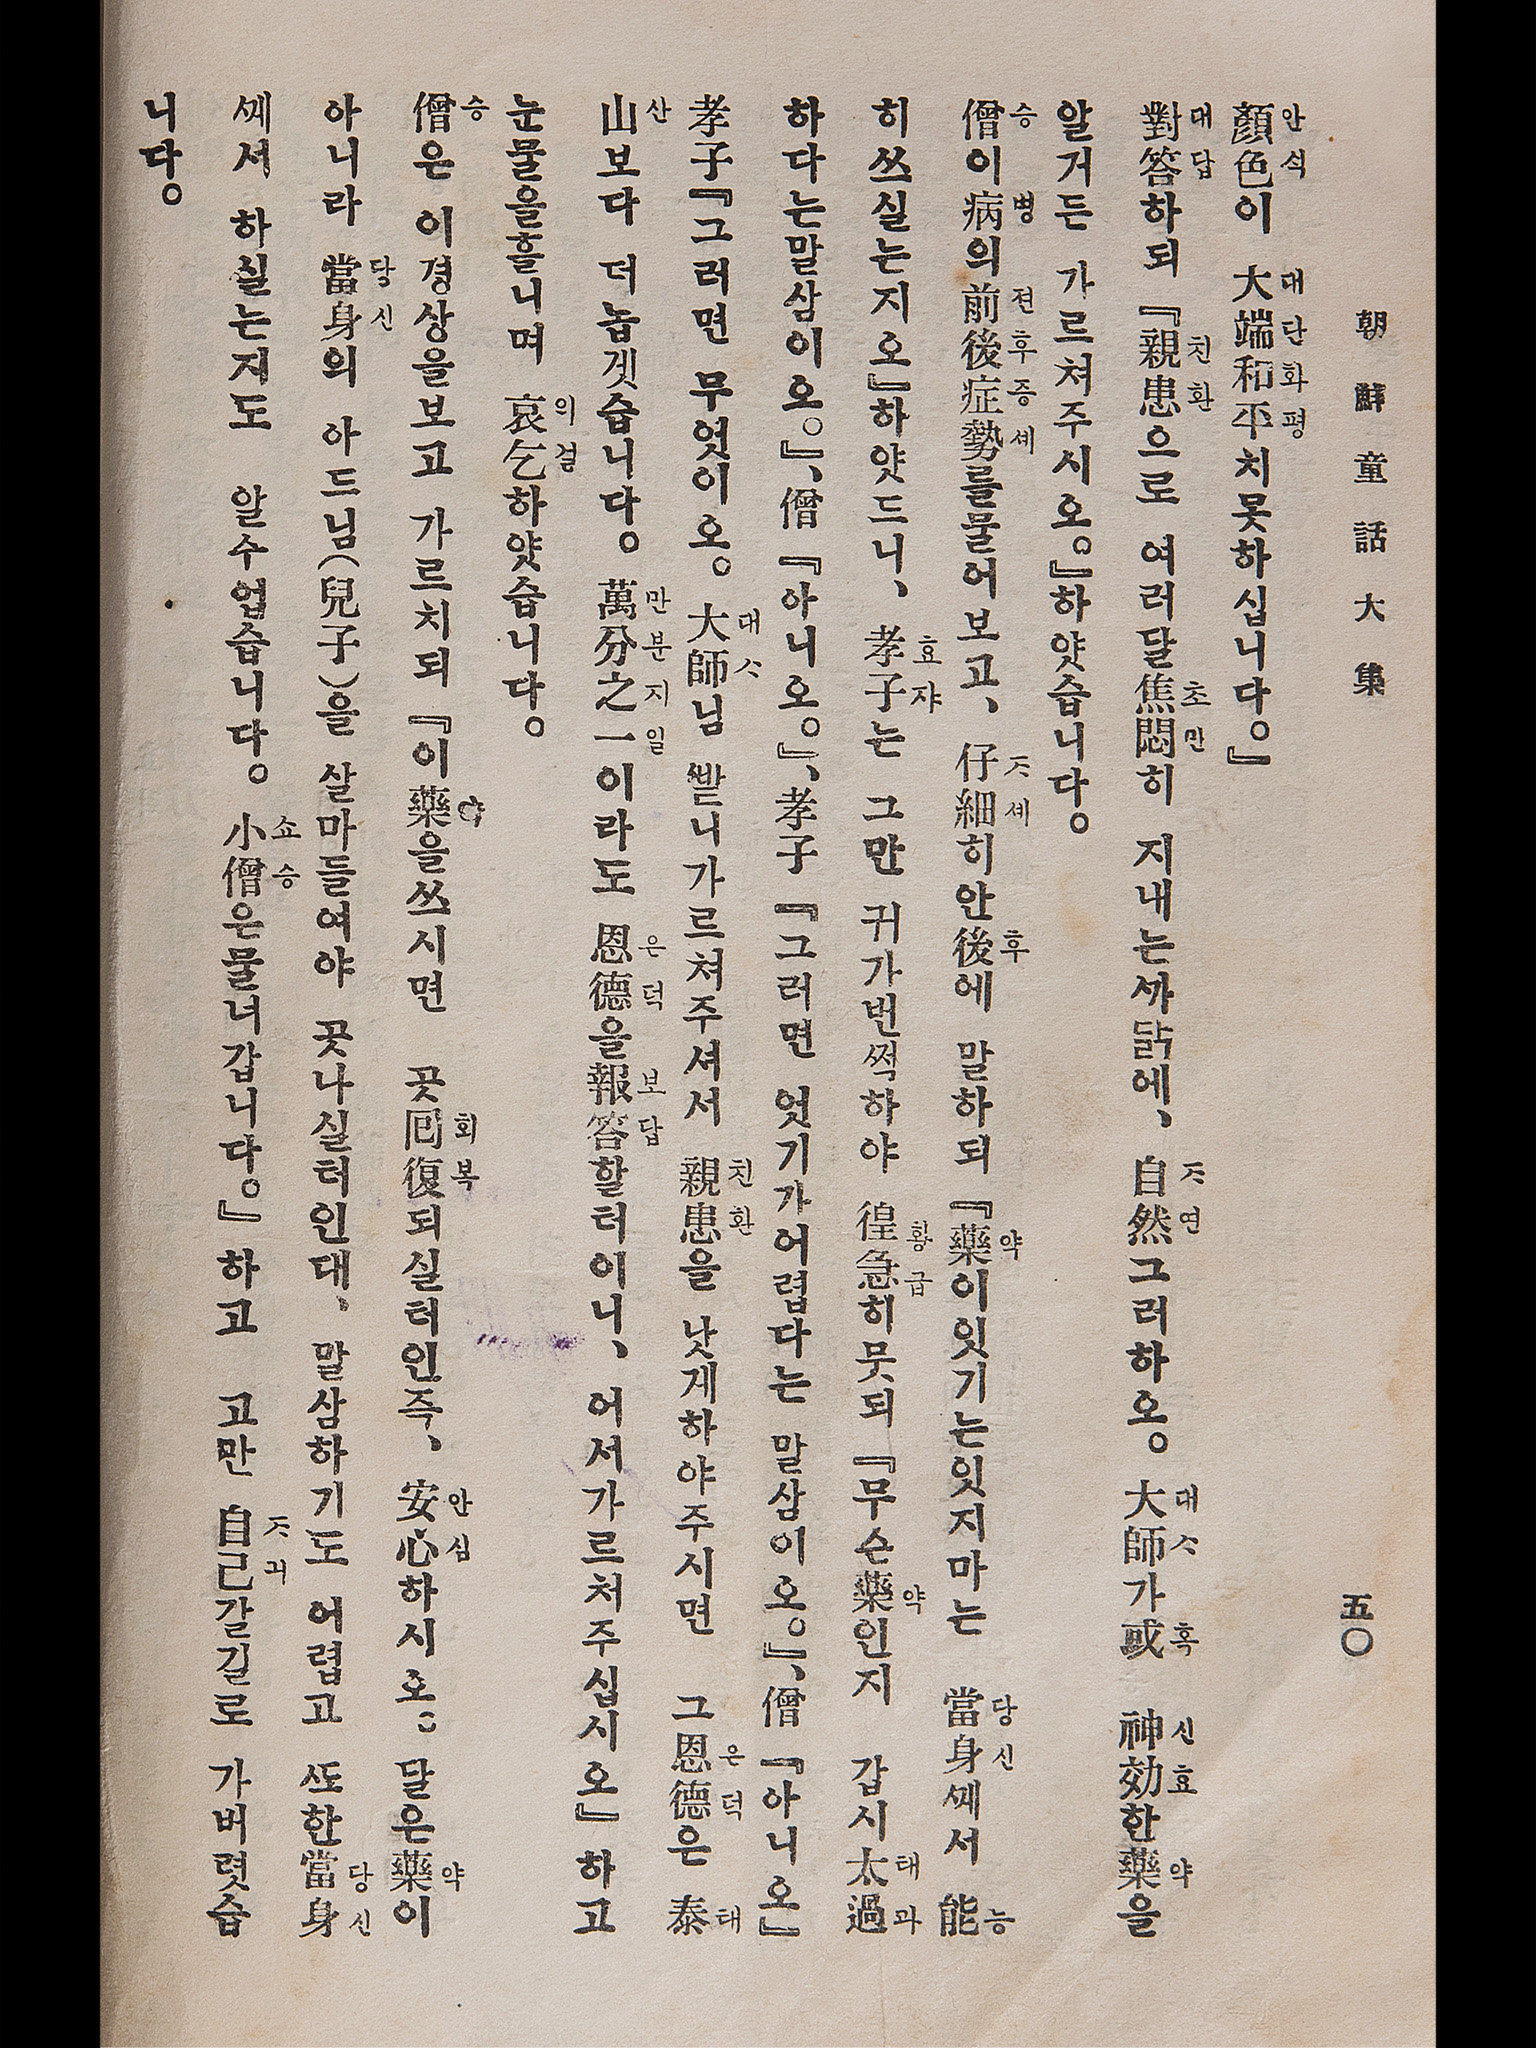 朝鮮童話大集
五〇
顏色이 大端和平치못하십니다。』
對答하되 『親患으로 여러달焦悶히 지내는ᄭᅡ닭에、 自然그러하오。 大師가或 神効한藥을
알거든 가르쳐주시오。』하얏습니다。
僧이病의前後症勢를물어보고、 仔細히안後에 말하되 『藥이잇기는잇지마는 當身ᄭᅦ서 能
히쓰실는지오』하얏드니、 孝子는 그만 귀가번쩍하야 徨急히뭇되 『무슨藥인지 갑시太過
하다는말삼이오。』、僧 『아니오。』、孝子 『그러면 엇기가어렵다는 말삼이오。』、僧 『아니오』
孝子『그러면 무엇이오。 大師님 ᄲᅡᆯ니가르쳐주셔서 親患을 낫게하야주시면 그恩德은 泰
山보다 더놉겟습니다。 萬分之一이라도 恩德을報答할터이니、 어서가르처주십시오』하고
눈물을흘니며 哀乞하얏습니다。
僧은 이경상을보고 가르치되 『이藥을쓰시면 곳回復되실터인즉、 安心하시오。 달은藥이
아니라 當身의 아드님(兒子)을 살마들여야 곳나실터인대、 말삼하기도 어렵고 ᄯᅩ한當身
ᄭᅦ셔 하실는지도 알수업습니다。 小僧은물녀갑니다。』하고 고만 自己갈길로 가버렷습
니다。